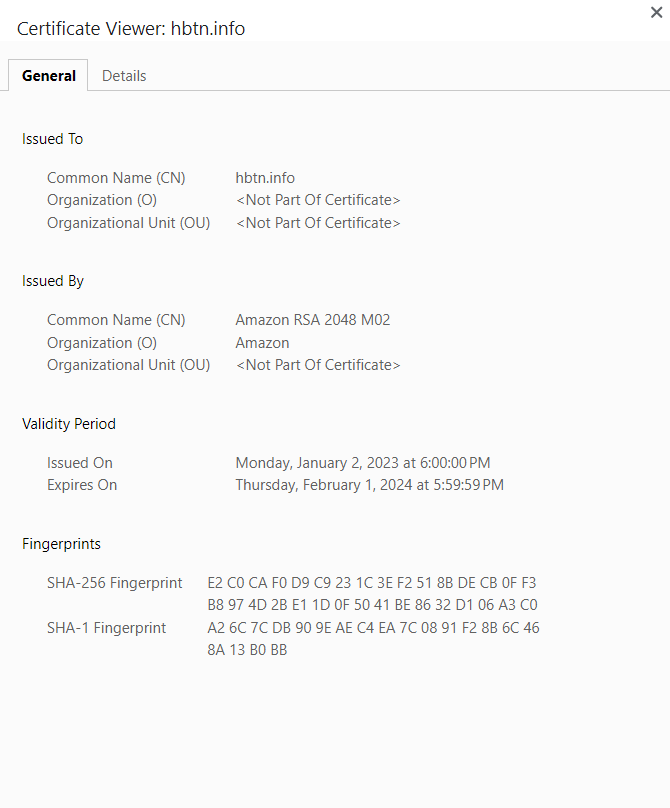 Certificate Viewer: hbtn.info
General Details
Issued To
Common Name (CN) hbtn.info
Organization (O) <Not Part Of Certificate>
Organizational Unit (OU) <Not Part Of Certificate>
Issued By
Common Name (CN) Amazon RSA 2048 M02
Organization (O) Amazon
Organizational Unit (OU) <Not Part Of Certificate>
Validity Period
Issued On Monday, January 2, 2023 at 6:00:00 PM
Expires On Thursday, February 1, 2024 at 5:59:59 PM
Fingerprints
SHA-256 Fingerprint E2 C0 CA F0 D9 C9 23 1C 3E F2 51 8B DE CB 0F F3
B8 97 4D 2B E1 1D 0F 50 41 BE 86 32 D1 06 A3 C0
SHA-1 Fingerprint A2 6C 7C DB 90 9E AE C4 EA 7C 08 91 F2 8B 6C 46
8A 13 B0 BB